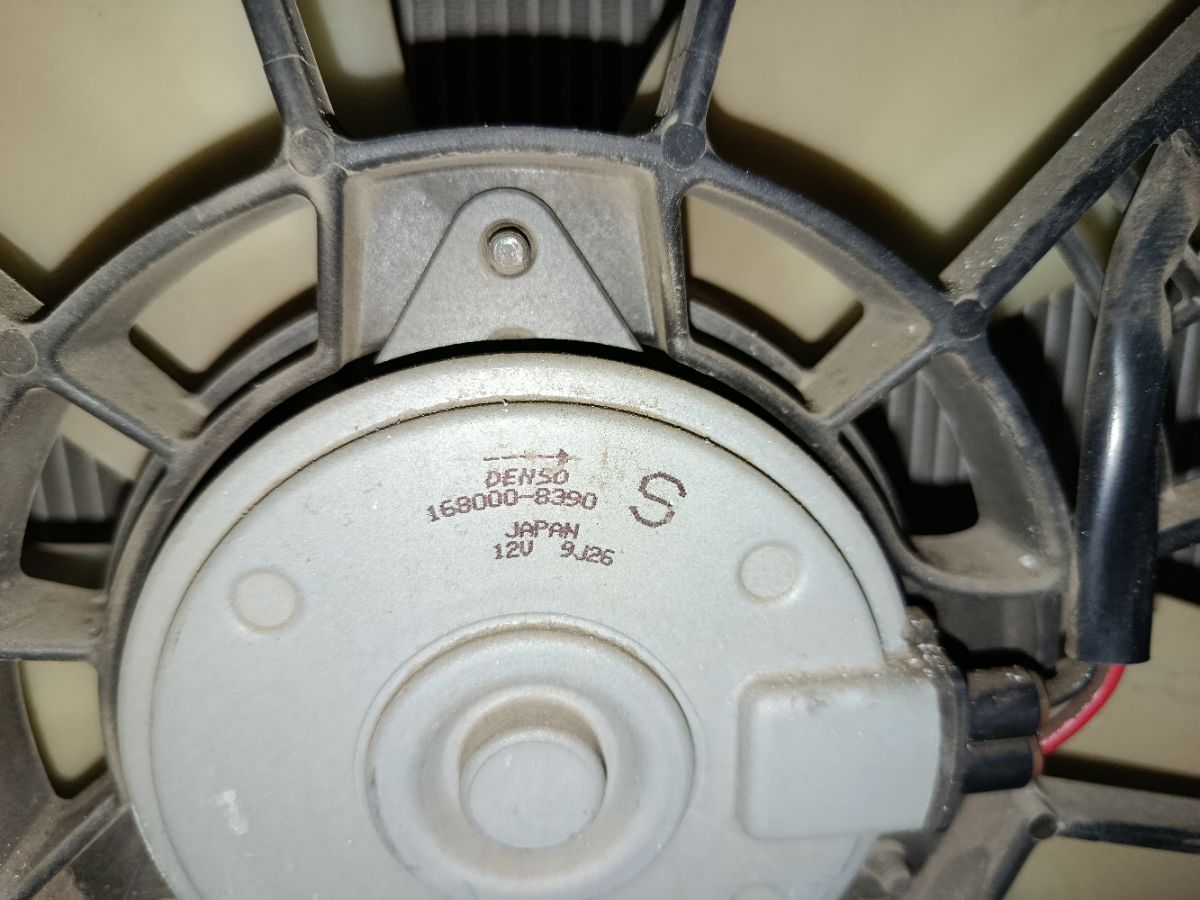 DENSO
168000-8390
S
JAPAN
12V 9J26